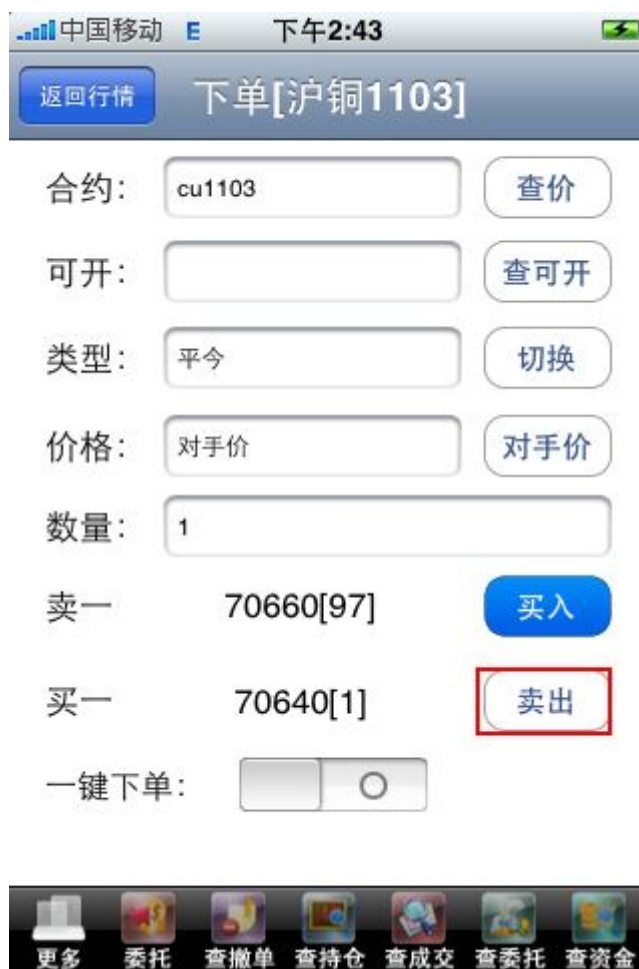 中国移动 E 下午2:43
返回行情 下单[沪铜1103]
合约： cu1103 查价
可开： 查可开
类型： 平今 切换
价格： 对手价 对手价
数量： 1
卖一 70660[97] 买入
买一 70640[1] 卖出
一键下单：
更多 委托 查撤单 查持仓 查成交 查委托 查资金